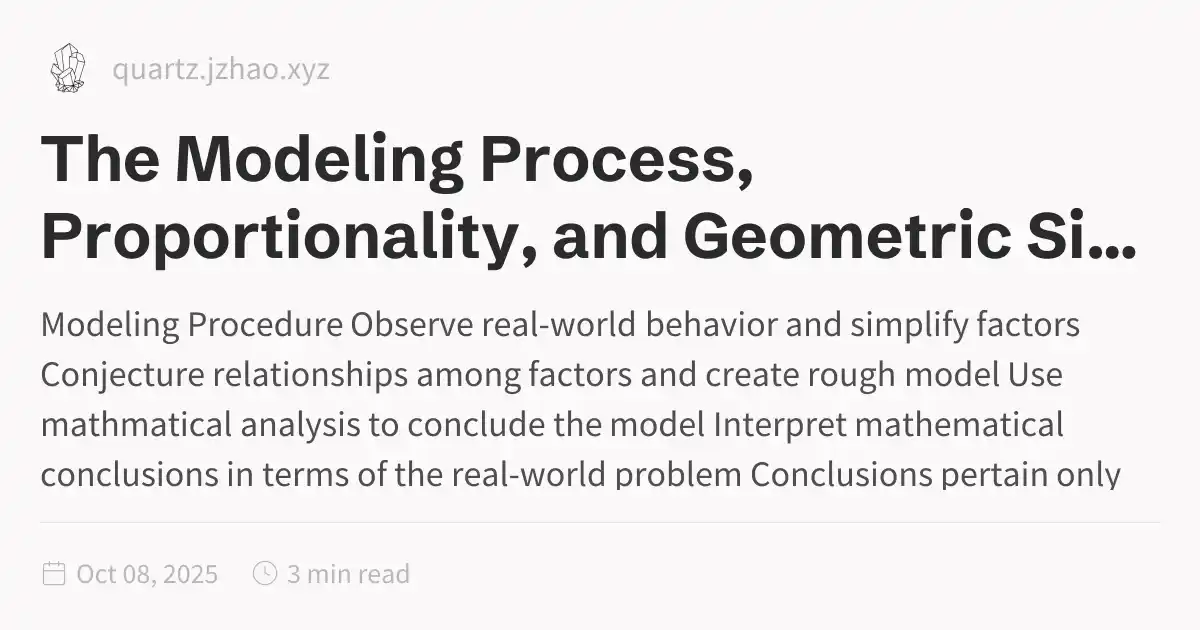 quartz.jzhao.xyz
The Modeling Process,
Proportionality, and Geometric Si...
Modeling Procedure Observe real-world behavior and simplify factors
Conjecture relationships among factors and create rough model Use
mathmatical analysis to conclude the model Interpret mathematical
conclusions in terms of the real-world problem Conclusions pertain only
Oct 08, 2025 3 min read